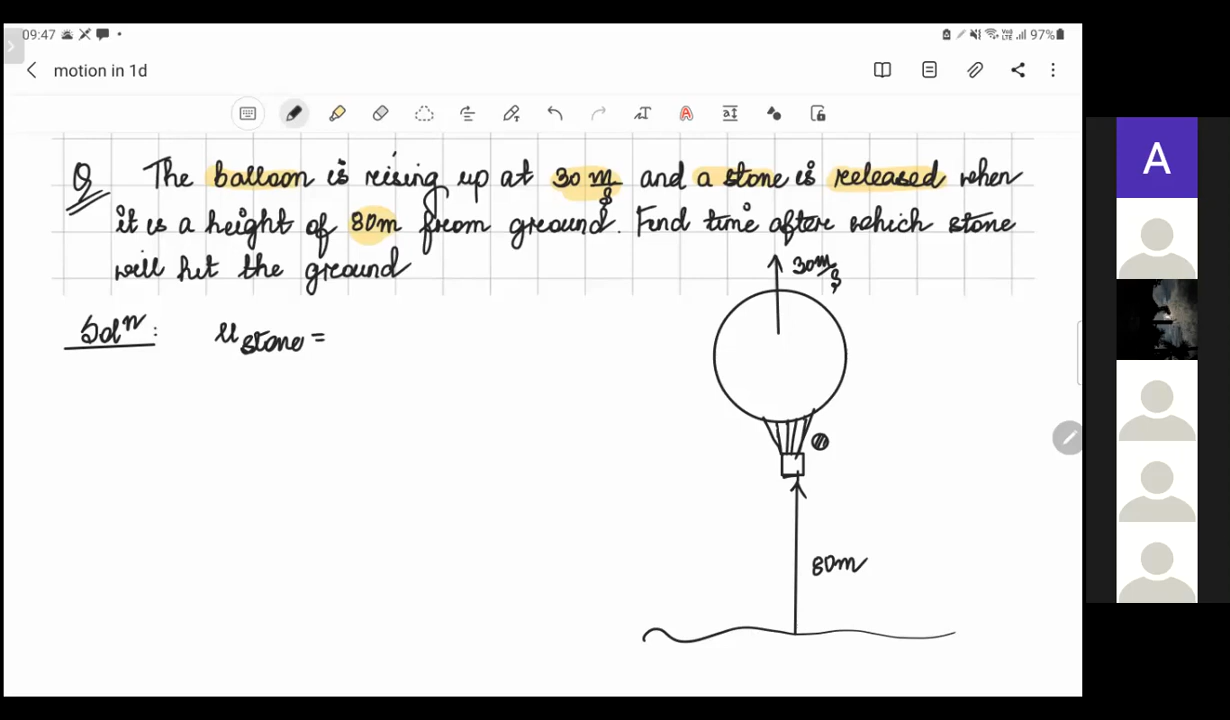 09:47
97%
motion in 1d
Q The balloon is rising up at 30 m/s and a stone is released when
it is a height of 80m from ground. Find time after which stone
will hit the ground
30m/s
Solⁿ: u stone =
80m
A